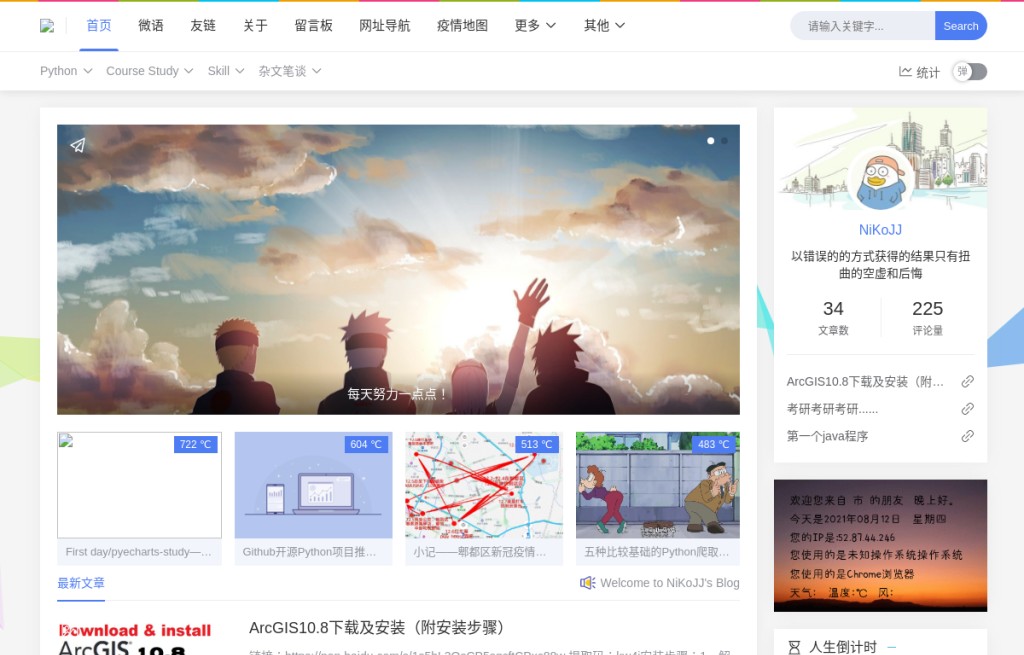 首页 微语 友链 关于 留言板 网址导航 疫情地图 更多 其他 请输入关键字... Search
Python Course Study Skill 杂文笔谈 统计 弹
每天努力一点点！
NiKoJJ
以错误的的方式获得的结果只有扭
曲的空虚和后悔
34 225
文章数 评论量
ArcGIS10.8下载及安装（附...
考研考研考研......
第一个java程序
722 ℃ 604 ℃ 513 ℃ 483 ℃
First day/pyecharts-study—... Github开源Python项目推... 小记——郫都区新冠疫情... 五种比较基础的Python爬取...
欢迎您来自 市 的朋友 晚上好。
今天是2021年08月12日 星期四
您的IP是:52.87.44.246
您使用的是未知操作系统操作系统
您使用的是Chrome浏览器
天气: 温度:℃ 风:
最新文章 Welcome to NiKoJJ's Blog
Download & install
ArcGIS 10.8
ArcGIS10.8下载及安装（附安装步骤）
人生倒计时